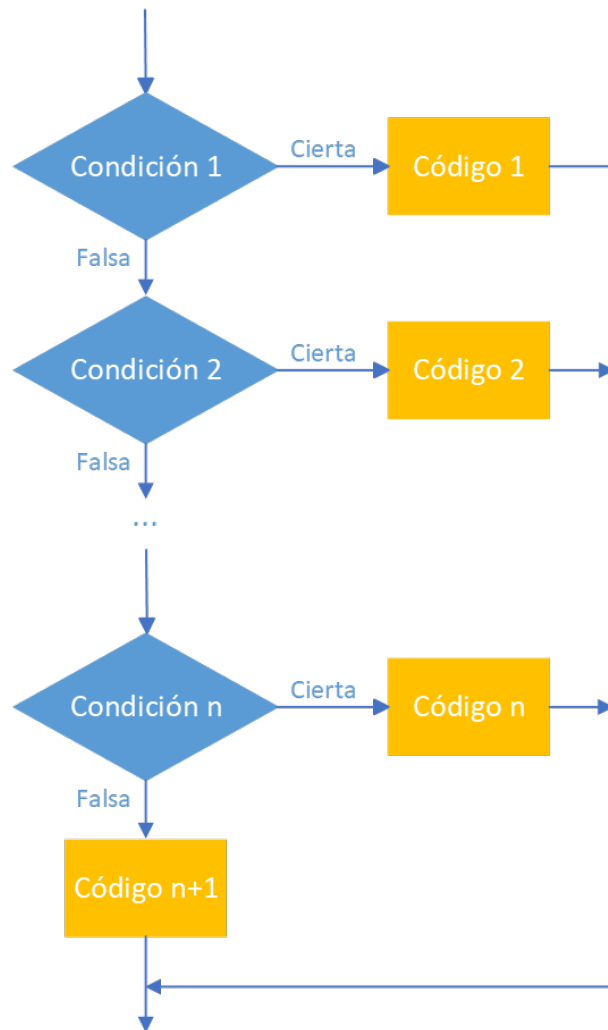 Condición 1
Cierta
Código 1
Falsa
Condición 2
Cierta
Código 2
Falsa
...
Condición n
Cierta
Código n
Falsa
Código n+1